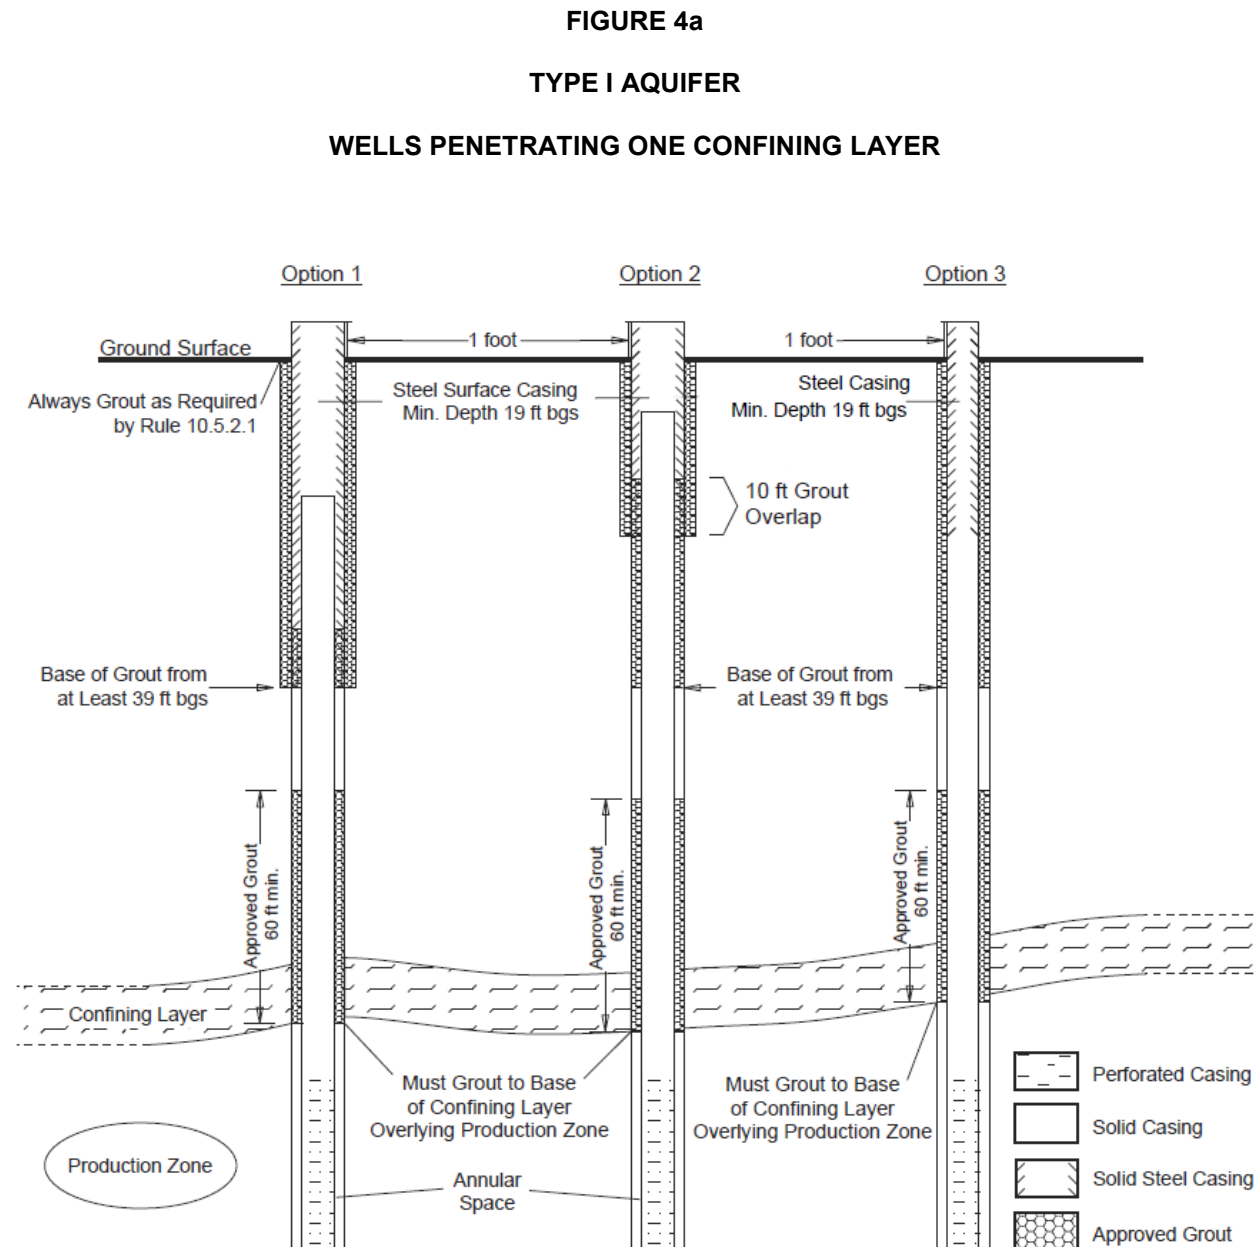 FIGURE 4a
TYPE I AQUIFER
WELLS PENETRATING ONE CONFINING LAYER
Option 1
Option 2
Option 3
Ground Surface
1 foot
1 foot
Always Grout as Required
by Rule 10.5.2.1
Steel Surface Casing
Min. Depth 19 ft bgs
Steel Casing
Min. Depth 19 ft bgs
10 ft Grout
Overlap
Base of Grout from
at Least 39 ft bgs
Base of Grout from
at Least 39 ft bgs
Approved Grout
60 ft min.
Approved Grout
60 ft min.
Approved Grout
60 ft min.
Confining Layer
Must Grout to Base
of Confining Layer
Overlying Production Zone
Must Grout to Base
of Confining Layer
Overlying Production Zone
Production Zone
Annular
Space
Perforated Casing
Solid Casing
Solid Steel Casing
Approved Grout